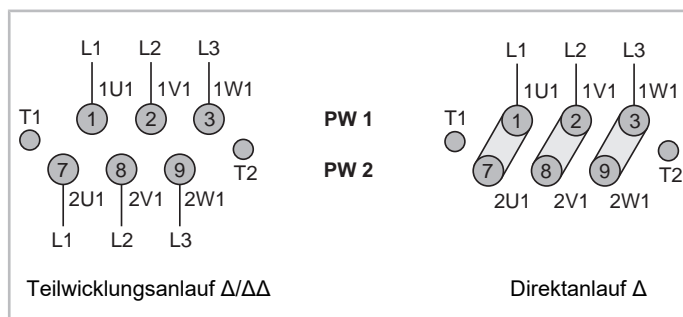 L1 L2 L3 L1 L2 L3
1U1 1V1 1W1 1U1 1V1 1W1
T1 1 2 3 PW 1 T1 1 2 3
7 8 9 T2 PW 2 7 8 9 T2
2U1 2V1 2W1 2U1 2V1 2W1
L1 L2 L3
Teilwicklungsanlauf Δ/ΔΔ Direktanlauf Δ